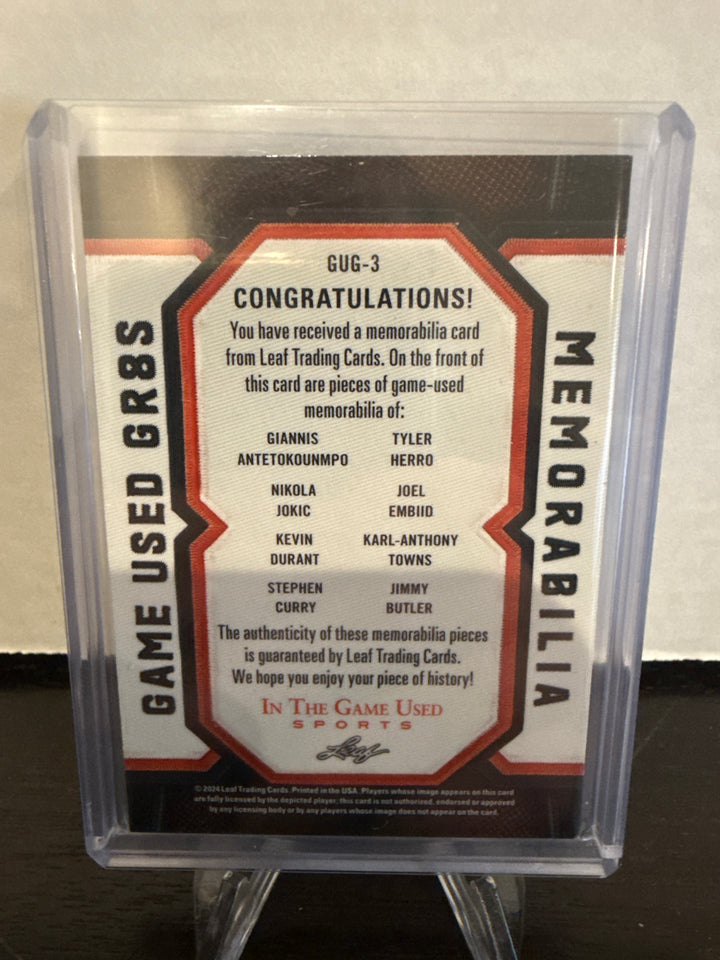 GUG-3
CONGRATULATIONS!
You have received a memorabilia card
from Leaf Trading Cards. On the front of
this card are pieces of game-used
memorabilia of:
GIANNIS
ANTETOKOUNMPO
TYLER
HERRO
NIKOLA
JOKIC
JOEL
EMBIID
KEVIN
DURANT
KARL-ANTHONY
TOWNS
STEPHEN
CURRY
JIMMY
BUTLER
The authenticity of these memorabilia pieces
is guaranteed by Leaf Trading Cards.
We hope you enjoy your piece of history!
IN THE GAME USED
SPORTS
Leaf
GAME USED GR8S
MEMORABILIA
© 2024 Leaf Trading Cards. Printed in the USA. Players whose image appears on this card
are fully licensed by the depicted player; this card is not authorized, endorsed or approved
by any licensing body or by any players whose image does not appear on the card.